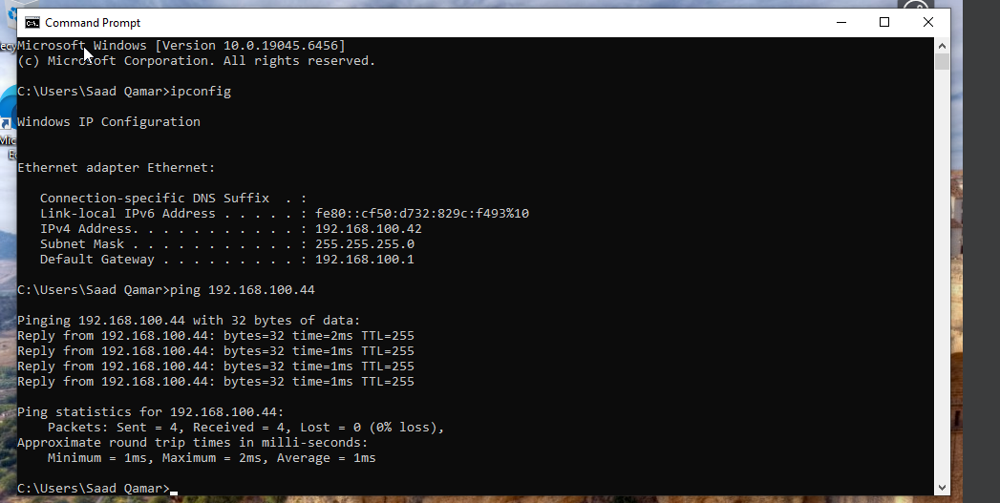 Command Prompt
Microsoft Windows [Version 10.0.19045.6456]
(c) Microsoft Corporation. All rights reserved.
C:\Users\Saad Qamar>ipconfig
Windows IP Configuration
Ethernet adapter Ethernet:
Connection-specific DNS Suffix  . :
Link-local IPv6 Address . . . . . : fe80::cf50:d732:829c:f493%10
IPv4 Address. . . . . . . . . . . : 192.168.100.42
Subnet Mask . . . . . . . . . . . : 255.255.255.0
Default Gateway . . . . . . . . . : 192.168.100.1
C:\Users\Saad Qamar>ping 192.168.100.44
Pinging 192.168.100.44 with 32 bytes of data:
Reply from 192.168.100.44: bytes=32 time=2ms TTL=255
Reply from 192.168.100.44: bytes=32 time=1ms TTL=255
Reply from 192.168.100.44: bytes=32 time=1ms TTL=255
Reply from 192.168.100.44: bytes=32 time=1ms TTL=255
Ping statistics for 192.168.100.44:
Packets: Sent = 4, Received = 4, Lost = 0 (0% loss),
Approximate round trip times in milli-seconds:
Minimum = 1ms, Maximum = 2ms, Average = 1ms
C:\Users\Saad Qamar>